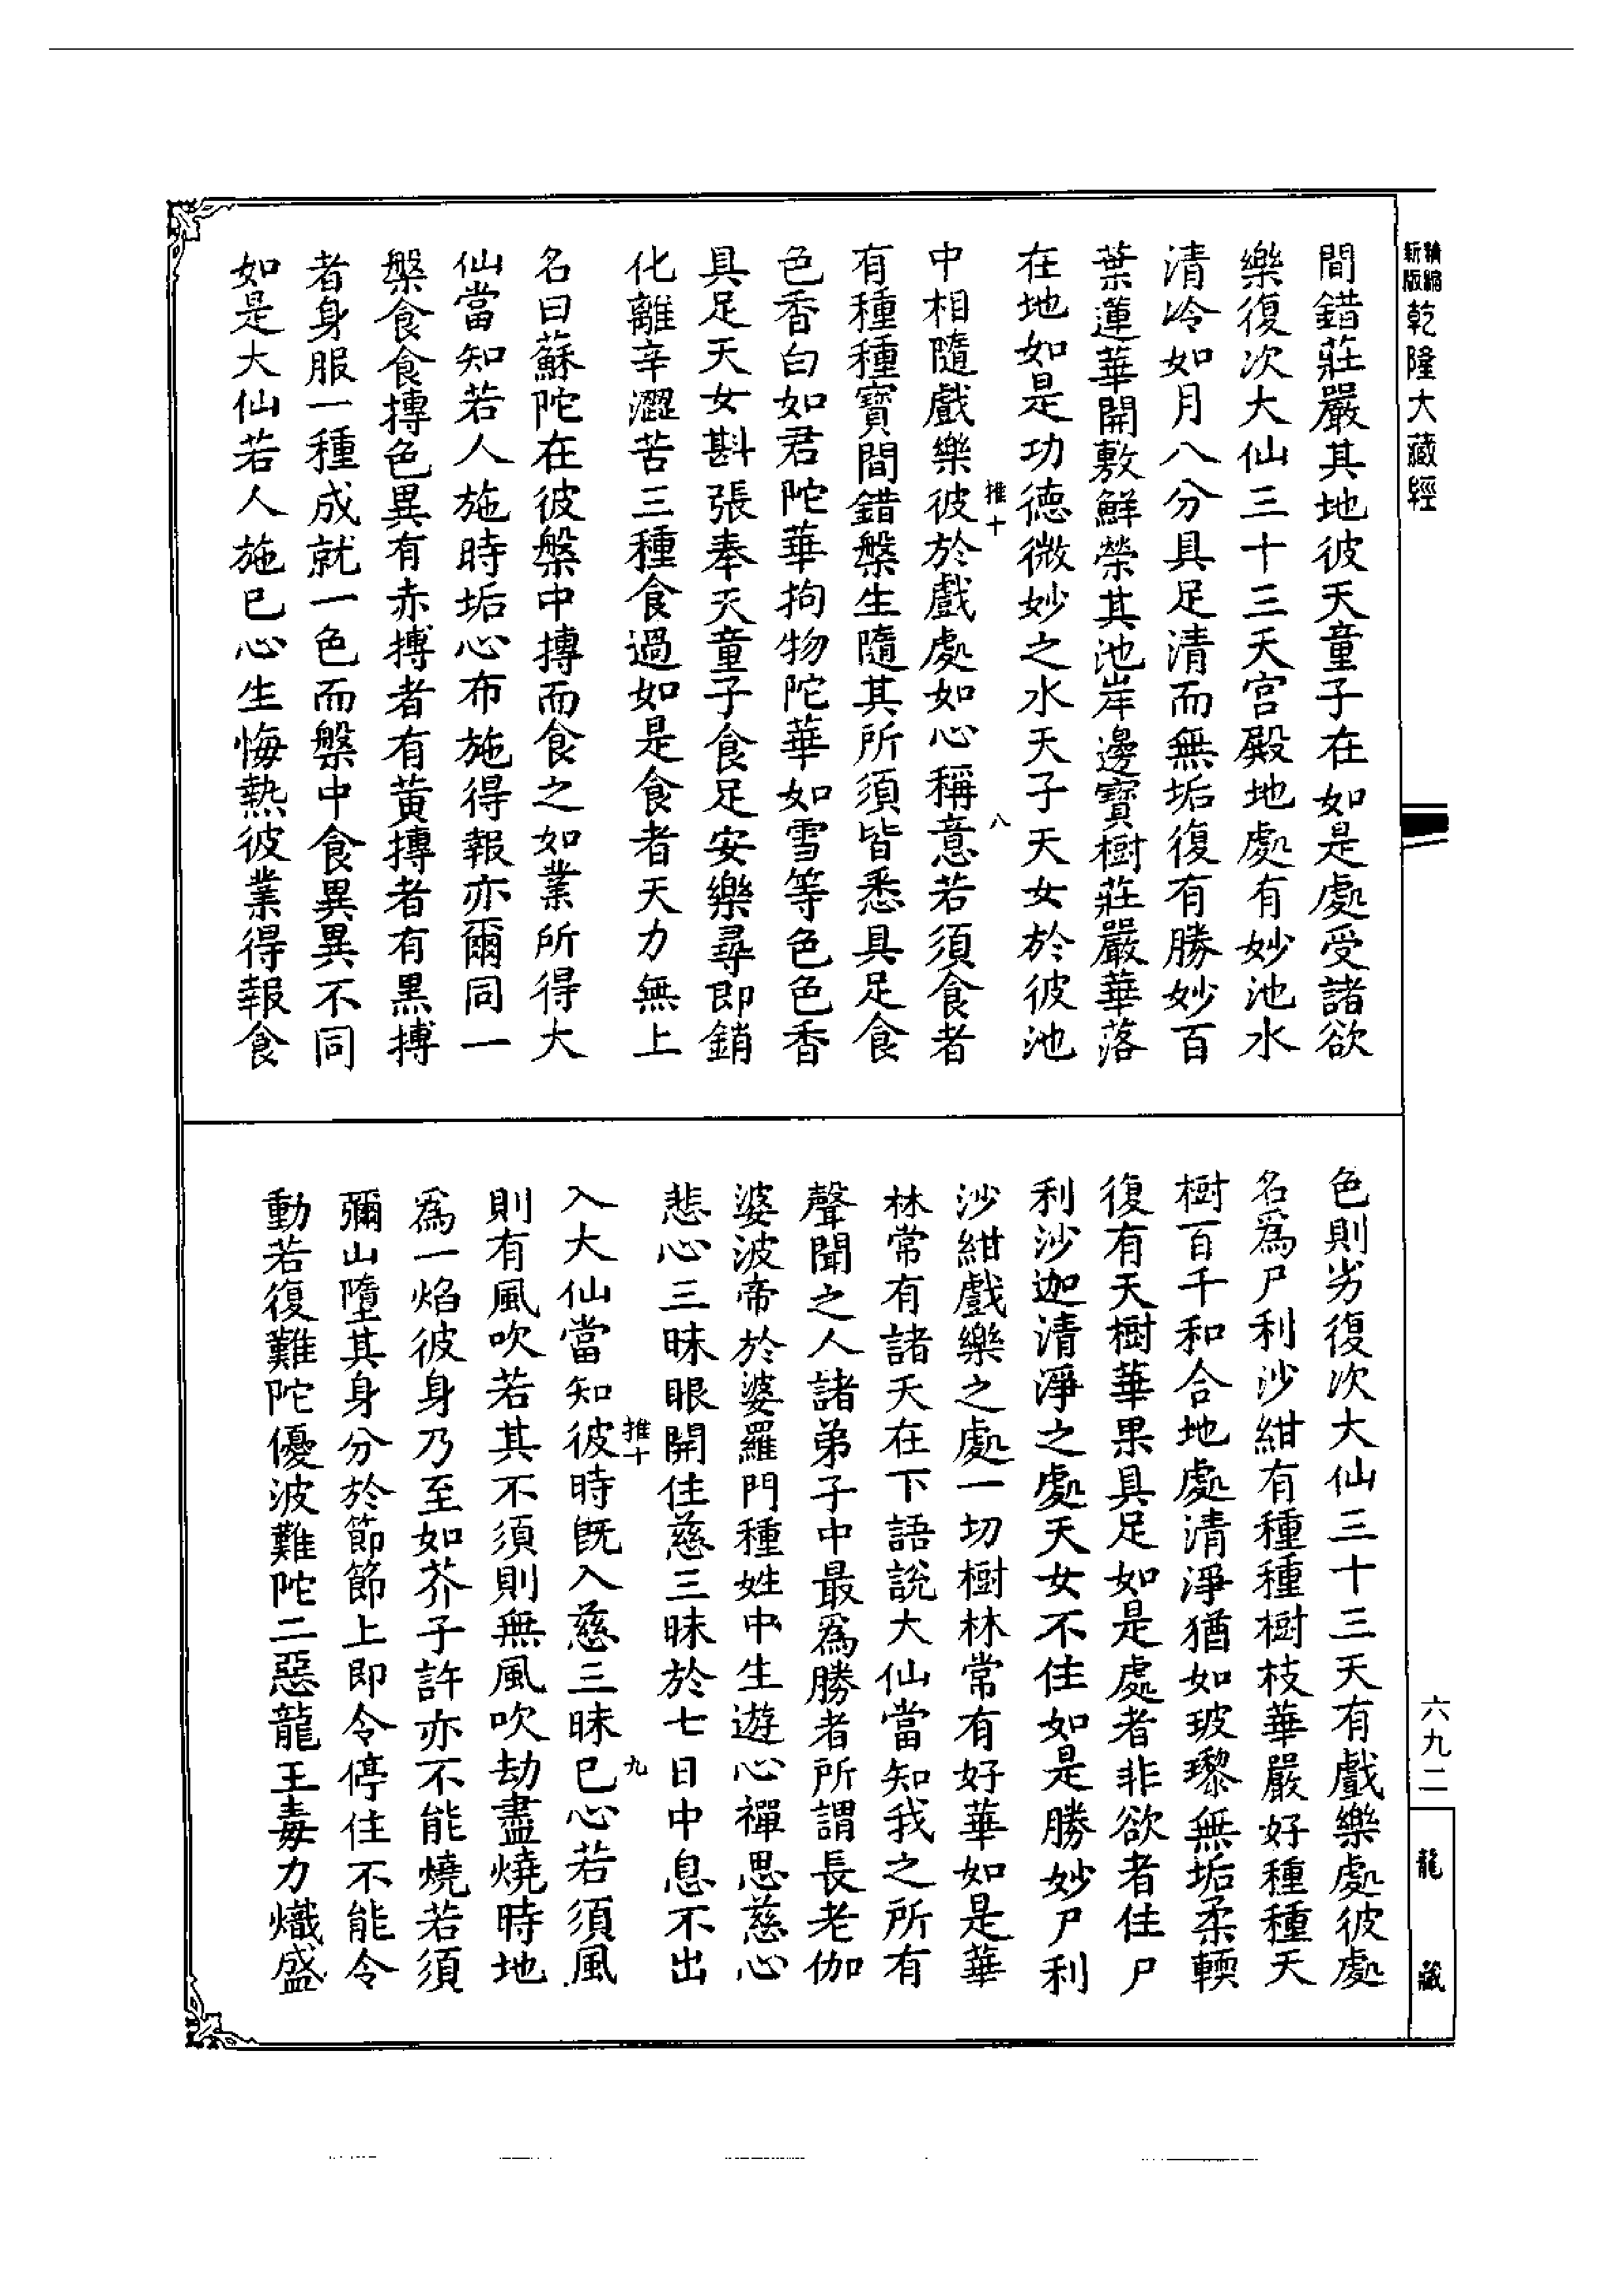 精縮新版乾隆大藏經
間錯莊嚴其地彼天童子在如是處受諸欲
樂復次大仙三十三天宮殿地處有妙池水
清冷如月八分具足清而無垢復有勝妙百
葉蓮華開敷鮮榮其池岸邊寶樹莊嚴華落
在地如是功德微妙之水天子天女於彼池
推十 八
中相隨戲樂彼於戲處如心稱意若須食者
有種種寶間錯槃生隨其所須皆悉具足食
色香白如君陀華拘物陀華如雪等色色香
具足天女斟張奉天童子食足安樂尋即銷
化離辛澀苦三種食過如是食者天力無上
名曰蘇陀在彼槃中摶而食之如業所得大
仙當知若人施時垢心布施得報亦爾同一
槃食食摶色異有赤摶者有黃摶者有黑摶
者身服一種成就一色而槃中食異異不同
如是大仙若人施已心生悔熱彼業得報食
色則劣復次大仙三十三天有戲樂處彼處
名爲尸利沙紺有種種樹枝華嚴好種種天
樹百千和合地處清淨猶如玻瓈無垢柔輭
復有天樹華果具足如是處者非欲者住尸
利沙迦清淨之處天女不住如是勝妙尸利
沙紺戲樂之處一切樹林常有好華如是華
林常有諸天在下語說大仙當知我之所有
聲聞之人諸弟子中最爲勝者所謂長老伽
婆波帝於婆羅門種姓中生遊心禪思慈心
悲心三昧眼開住慈三昧於七日中息不出
推十 九
入大仙當知彼時旣入慈三昧已心若須風
則有風吹若其不須則無風吹劫盡燒時地
爲一焰彼身乃至如芥子許亦不能燒若須
彌山墮其身分於節節上即令停住不能令
動若復難陀優波難陀二惡龍王毒力熾盛
六九二
龍藏